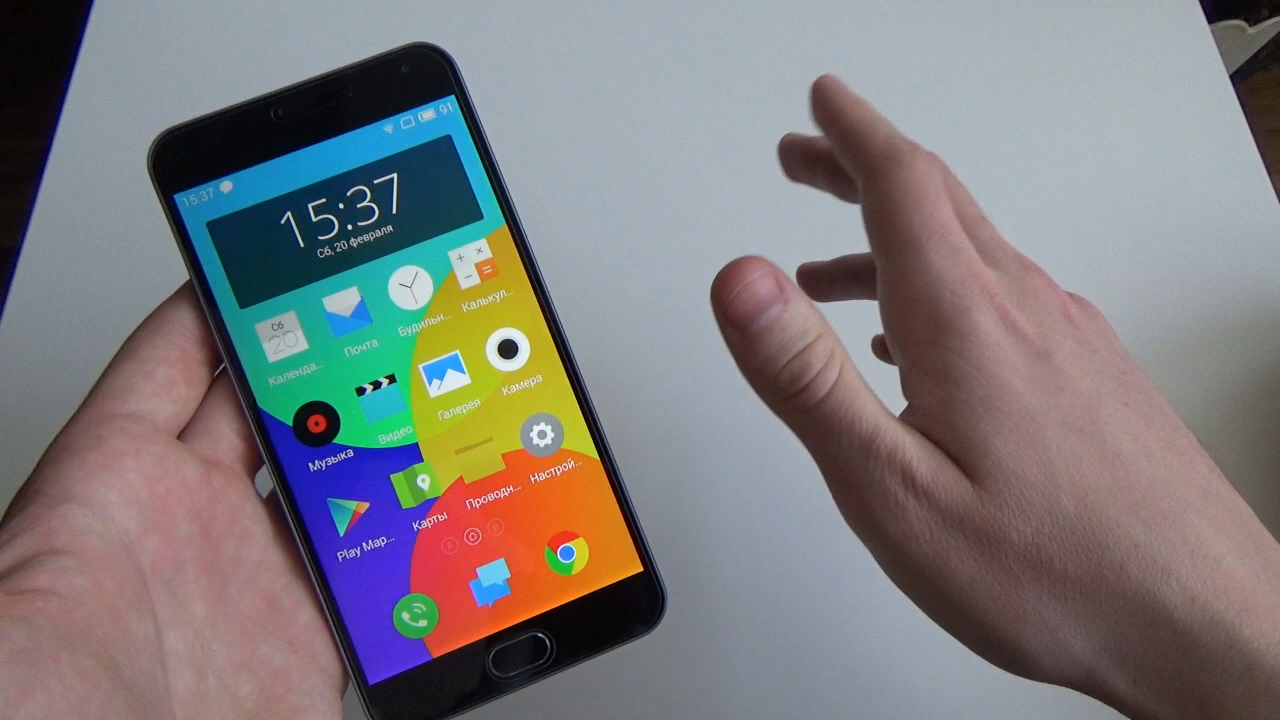 15:37
91
15:37
Сб, 20 февраля
Сб
20
Календа...
Почта
Будильн...
Калькул...
Музыка
Видео
Галерея
Камера
Play Мар...
Карты
Проводн...
Настрой...